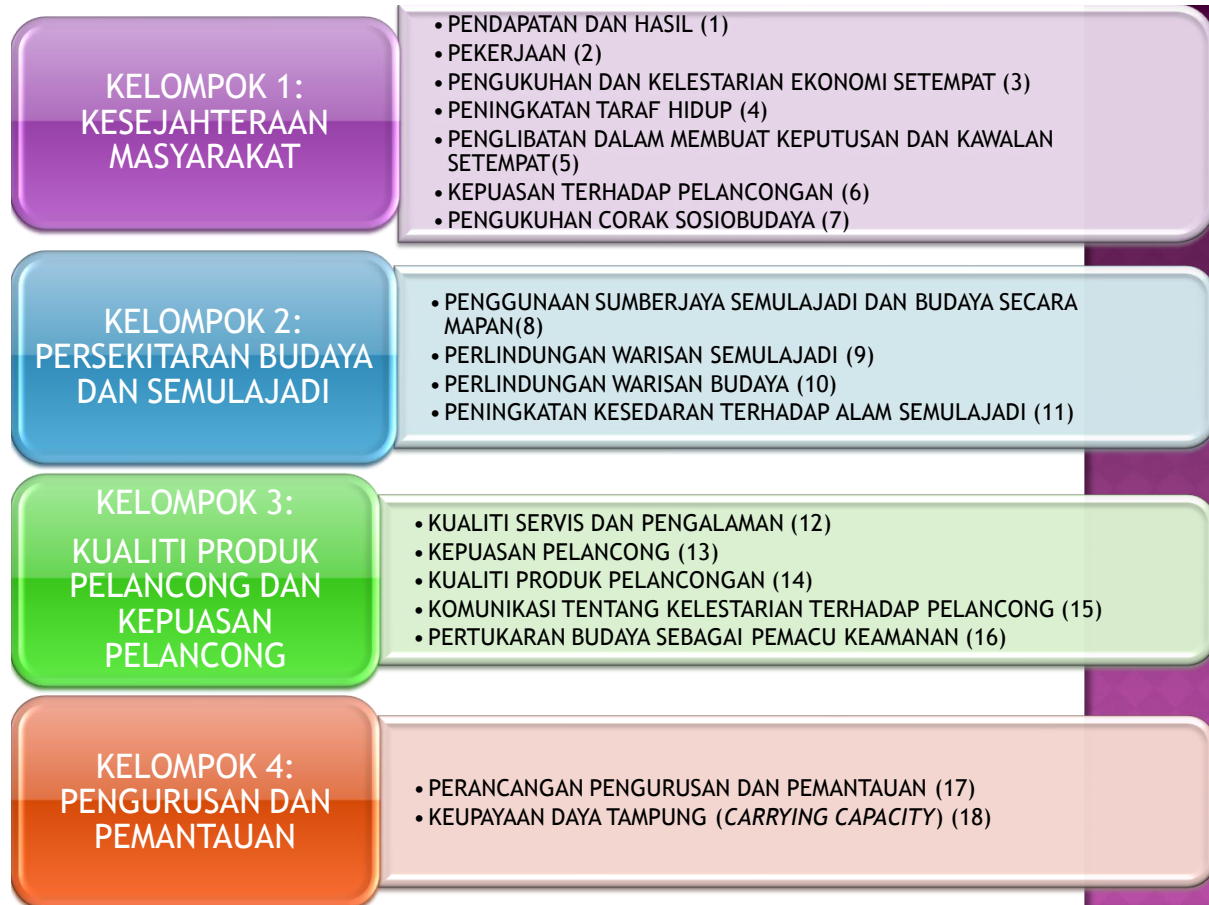 KELOMPOK 1:
KESEJAHTERAAN
MASYARAKAT
• PENDAPATAN DAN HASIL (1)
• PEKERJAAN (2)
• PENGUKUHAN DAN KELESTARIAN EKONOMI SETEMPAT (3)
• PENINGKATAN TARAF HIDUP (4)
• PENGLIBATAN DALAM MEMBUAT KEPUTUSAN DAN KAWALAN
SETEMPAT(5)
• KEPUASAN TERHADAP PELANCONGAN (6)
• PENGUKUHAN CORAK SOSIOBUDAYA (7)
KELOMPOK 2:
PERSEKITARAN BUDAYA
DAN SEMULAJADI
• PENGGUNAAN SUMBERJAYA SEMULAJADI DAN BUDAYA SECARA
MAPAN(8)
• PERLINDUNGAN WARISAN SEMULAJADI (9)
• PERLINDUNGAN WARISAN BUDAYA (10)
• PENINGKATAN KESEDARAN TERHADAP ALAM SEMULAJADI (11)
KELOMPOK 3:
KUALITI PRODUK
PELANCONG DAN
KEPUASAN
PELANCONG
• KUALITI SERVIS DAN PENGALAMAN (12)
• KEPUASAN PELANCONG (13)
• KUALITI PRODUK PELANCONGAN (14)
• KOMUNIKASI TENTANG KELESTARIAN TERHADAP PELANCONG (15)
• PERTUKARAN BUDAYA SEBAGAI PEMACU KEAMANAN (16)
KELOMPOK 4:
PENGURUSAN DAN
PEMANTAUAN
• PERANCANGAN PENGURUSAN DAN PEMANTAUAN (17)
• KEUPAYAAN DAYA TAMPUNG (CARRYING CAPACITY) (18)